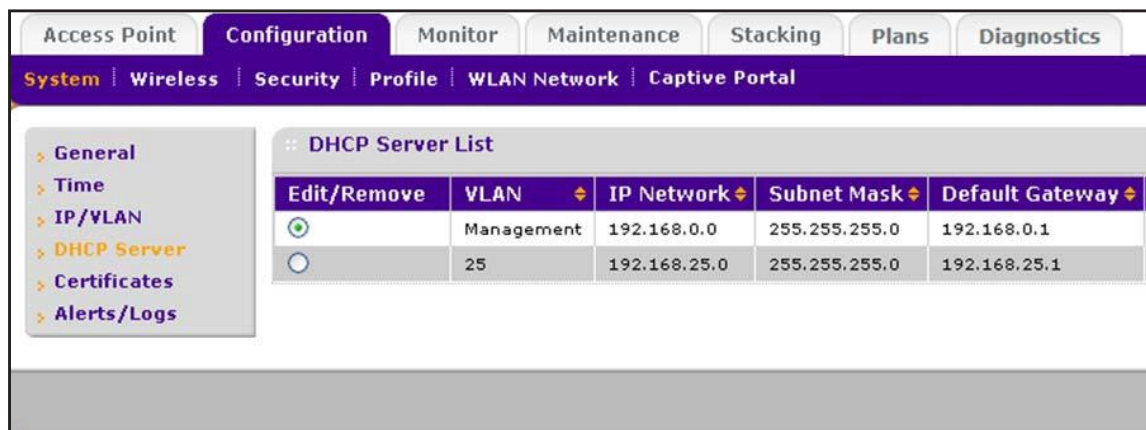 Access Point Configuration Monitor Maintenance Stacking Plans Diagnostics
System Wireless Security Profile WLAN Network Captive Portal
General
Time
IP/VLAN
DHCP Server
Certificates
Alerts/Logs
DHCP Server List
Edit/Remove VLAN IP Network Subnet Mask Default Gateway
Management 192.168.0.0 255.255.255.0 192.168.0.1
25 192.168.25.0 255.255.255.0 192.168.25.1